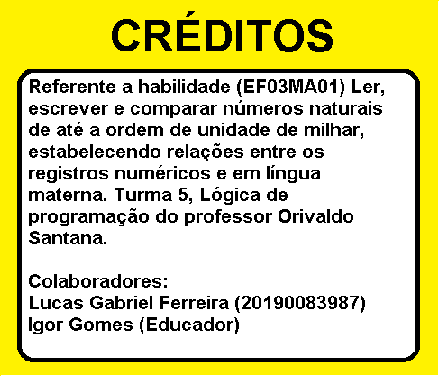 CRÉDITOS
Referente a habilidade (EF03MA01) Ler,
escrever e comparar números naturais
de até a ordem de unidade de milhar,
estabelecendo relações entre os
registros numéricos e em língua
materna. Turma 5, Lógica de
programação do professor Orivaldo
Santana.
Colaboradores:
Lucas Gabriel Ferreira (20190083987)
Igor Gomes (Educador)